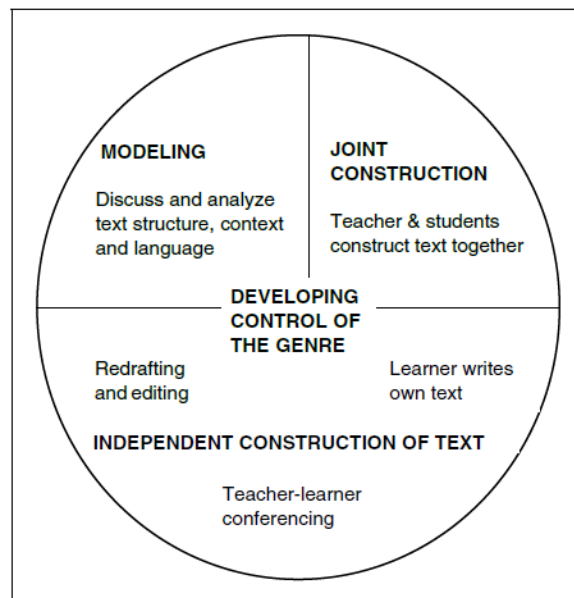 MODELING
Discuss and analyze
text structure, context
and language
JOINT
CONSTRUCTION
Teacher & students
construct text together
DEVELOPING
CONTROL OF
THE GENRE
Redrafting
and editing
Learner writes
own text
INDEPENDENT CONSTRUCTION OF TEXT
Teacher-learner
conferencing